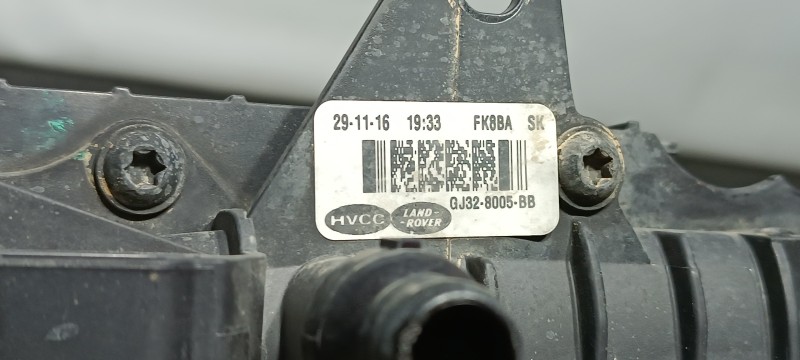 29-11-16 19:33 FK8BA SK
GJ32-8005-BB
HVCC LAND-ROVER